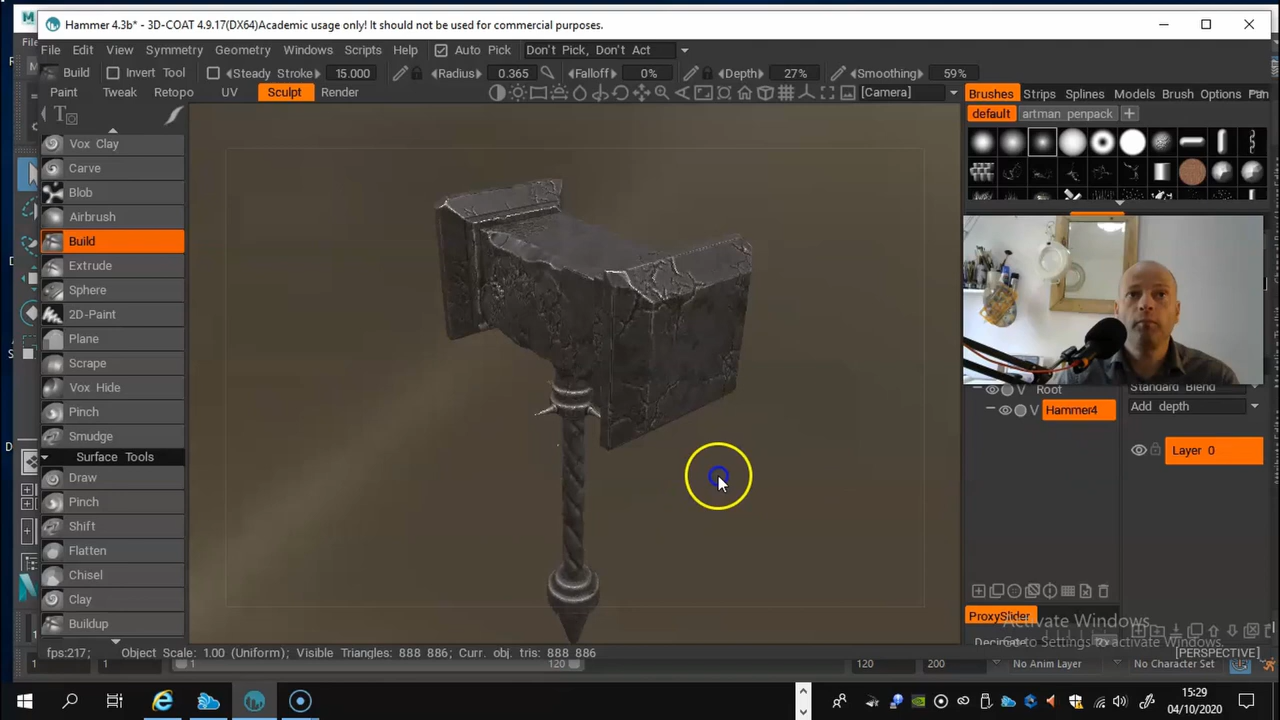 Hammer 4.3b* - 3D-COAT 4.9.17(DX64)Academic usage only! It should not be used for commercial purposes.
File Edit View Symmetry Geometry Windows Scripts Help Auto Pick Don't Pick, Don't Act
Build Invert Tool Steady Stroke 15.000 Radius 0.365 Falloff 0% Depth 27% Smoothing 59%
Paint Tweak Retopo UV Sculpt Render [Camera] Brushes Strips Splines Models Brush Options Pan
default artman penpack
Vox Clay
Carve
Blob
Airbrush
Build
Extrude
Sphere
2D-Paint
Plane
Scrape
Vox Hide
Pinch
Smudge
Surface Tools
Draw
Pinch
Shift
Flatten
Chisel
Clay
Buildup
V Root
Hammer4
Standard Blend
Add depth
Layer 0
ProxySlider
Activate Windows
Go to Settings to activate Windows.
fps:217; Object Scale: 1.00 (Uniform); Visible Triangles: 888 886; Curr. obj. tris: 888 886
[PERSPECTIVE]
1 1 1 120 120 200 No Anim Layer No Character Set
15:29
04/10/2020